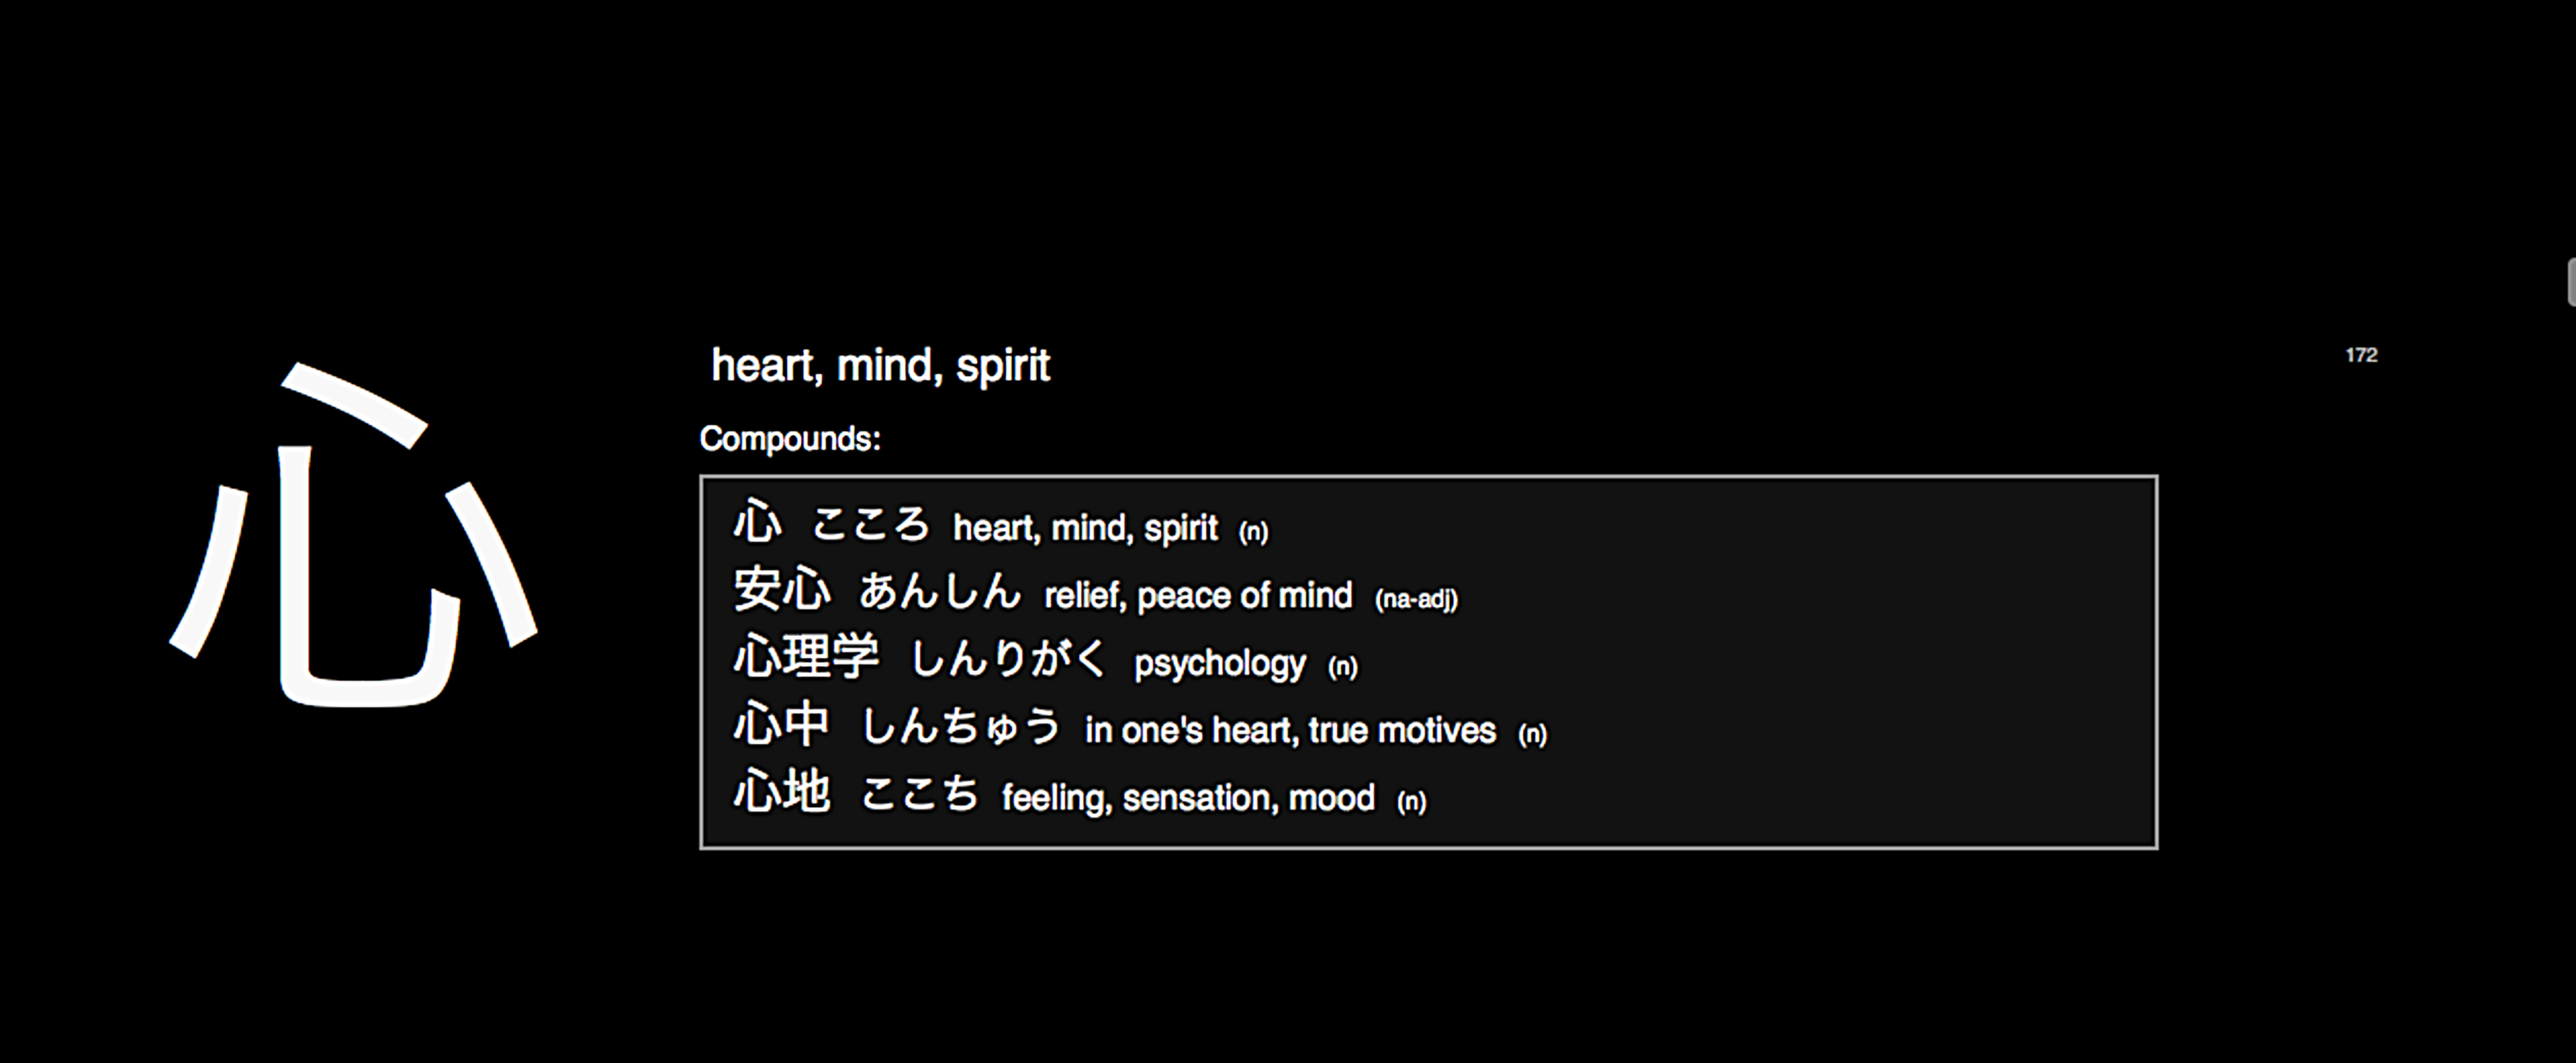 心
heart, mind, spirit
172
Compounds:
心 こころ heart, mind, spirit (n)
安心 あんしん relief, peace of mind (na-adj)
心理学 しんりがく psychology (n)
心中 しんちゅう in one's heart, true motives (n)
心地 ここち feeling, sensation, mood (n)